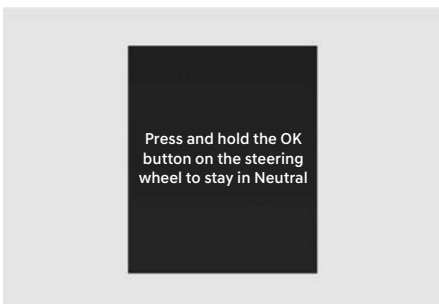 Press and hold the OK
button on the steering
wheel to stay in Neutral